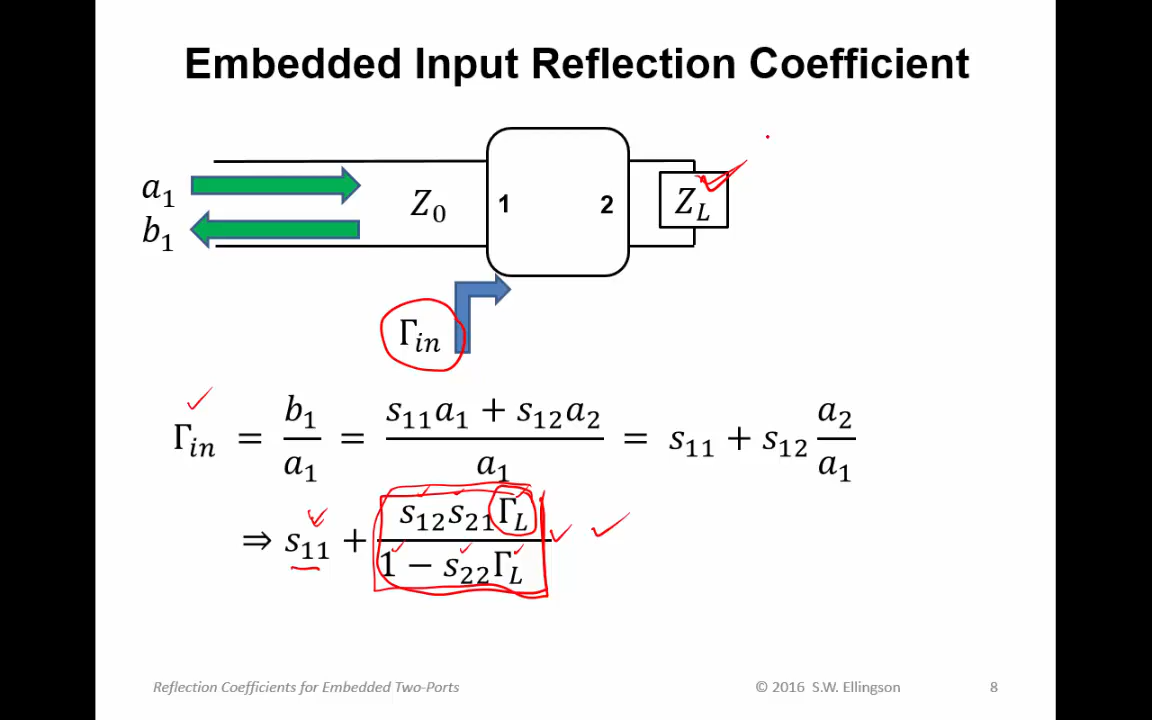 Embedded Input Reflection Coefficient
a₁
b₁
Z₀
1
2
Z_L
Γ_in
Γ_in = b₁/a₁ = (s₁₁a₁ + s₁₂a₂)/a₁ = s₁₁ + s₁₂ a₂/a₁
⇒ s₁₁ + (s₁₂s₂₁Γ_L)/(1 − s₂₂Γ_L)
Reflection Coefficients for Embedded Two-Ports
© 2016 S.W. Ellingson
8